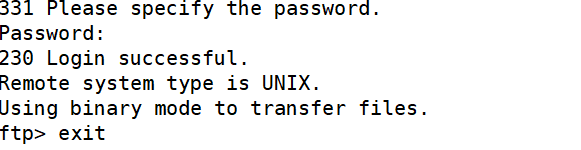 331 Please specify the password.
Password:
230 Login successful.
Remote system type is UNIX.
Using binary mode to transfer files.
ftp> exit